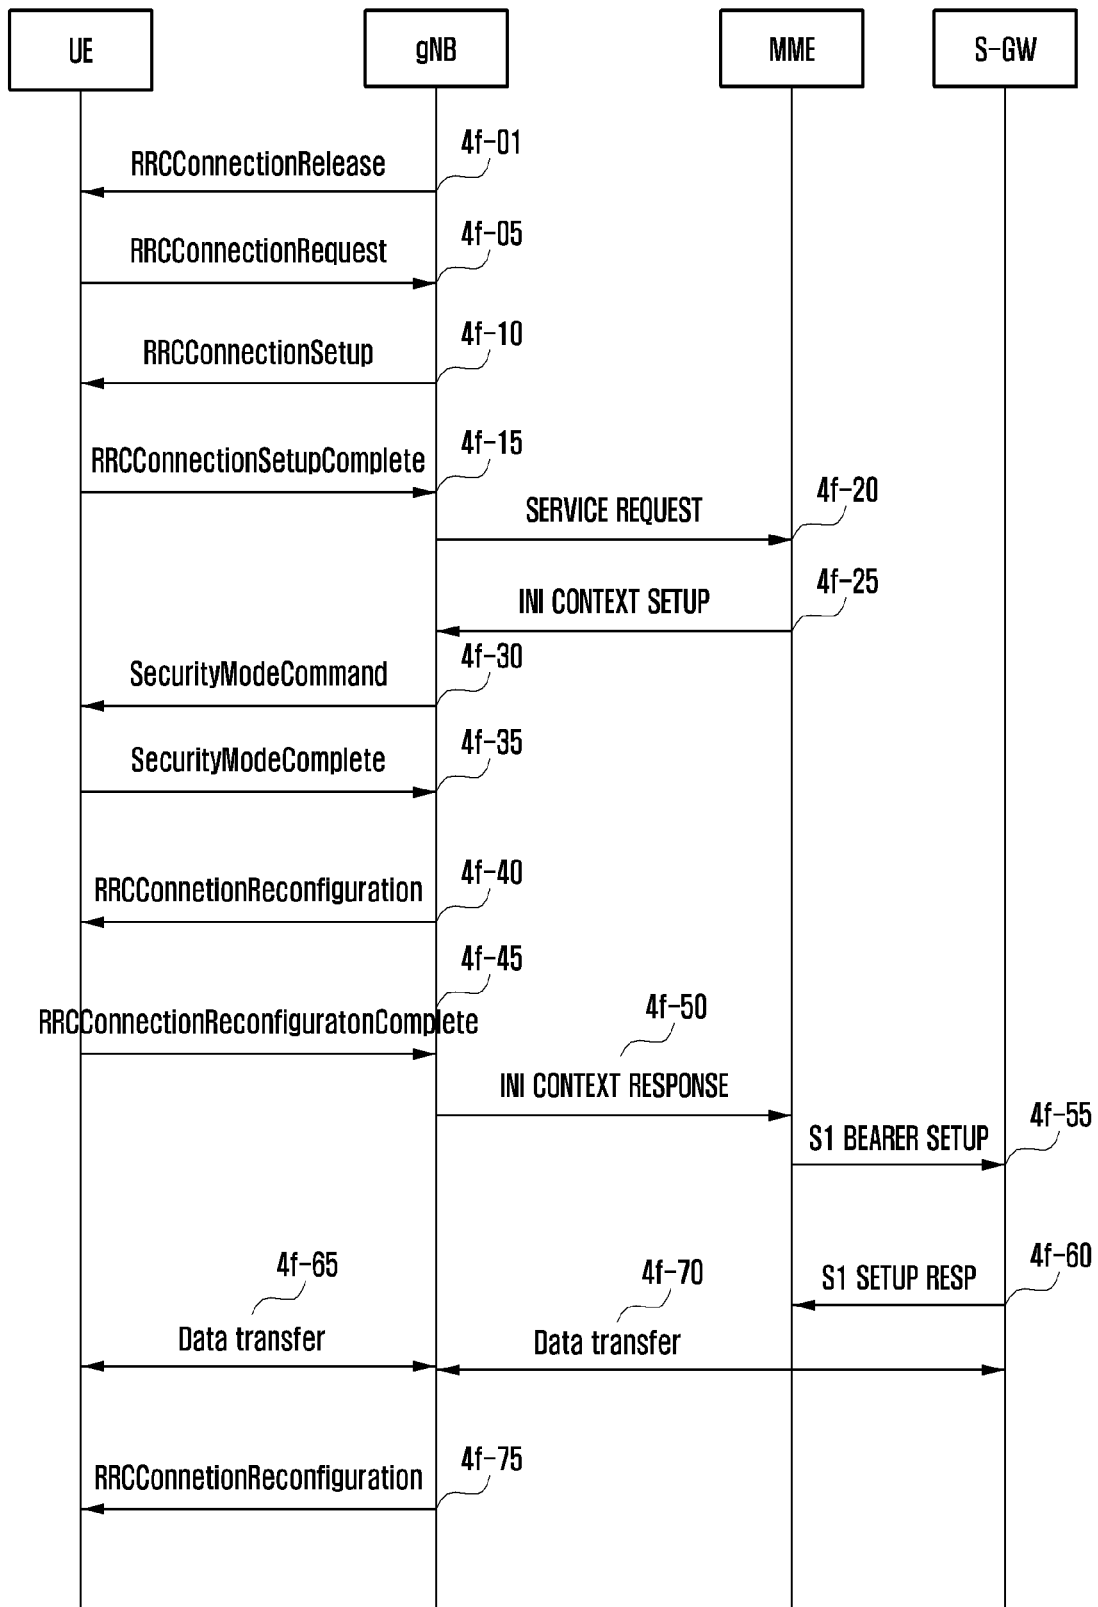 UE
gNB
MME
S-GW
4f-01
RRCConnectionRelease
4f-05
RRCConnectionRequest
4f-10
RRCConnectionSetup
4f-15
RRCConnectionSetupComplete
4f-20
SERVICE REQUEST
4f-25
INI CONTEXT SETUP
4f-30
SecurityModeCommand
4f-35
SecurityModeComplete
4f-40
RRCConnetionReconfiguration
4f-45
RRCConnectionReconfiguratonComplete
4f-50
INI CONTEXT RESPONSE
4f-55
S1 BEARER SETUP
4f-60
S1 SETUP RESP
4f-65
Data transfer
4f-70
Data transfer
4f-75
RRCConnetionReconfiguration